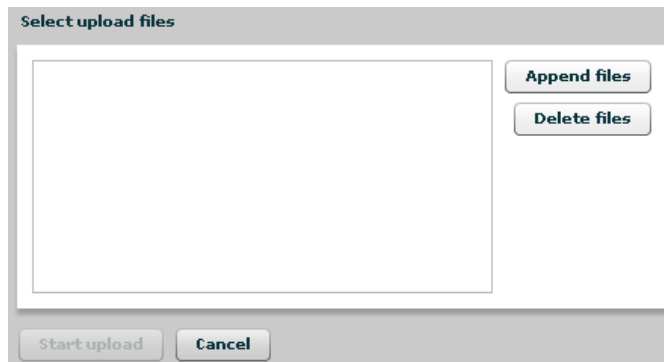 Select upload files
Append files
Delete files
Start upload
Cancel